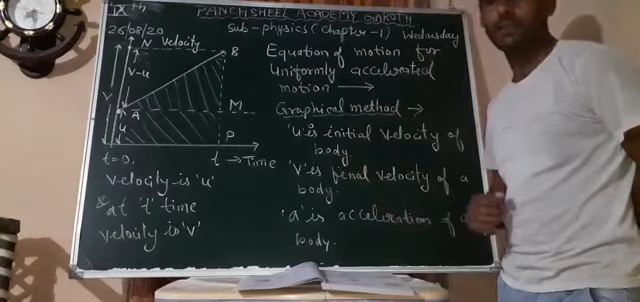 IXth
PANCHSHEEL ACADEMY SIROTH
26/08/20
Sub-physics (Chapter-1) Wednesday
N Velocity
B
V-u
V
A
M
u
P
t=0,
t → Time
Velocity is 'u'
& at 't' time
Velocity is 'v'
Equation of motion for
Uniformly accelerated
motion →
Graphical method →
'u' is initial velocity of
body.
'v' is fenal velocity of a
body.
'a' is acceleration of a
body.